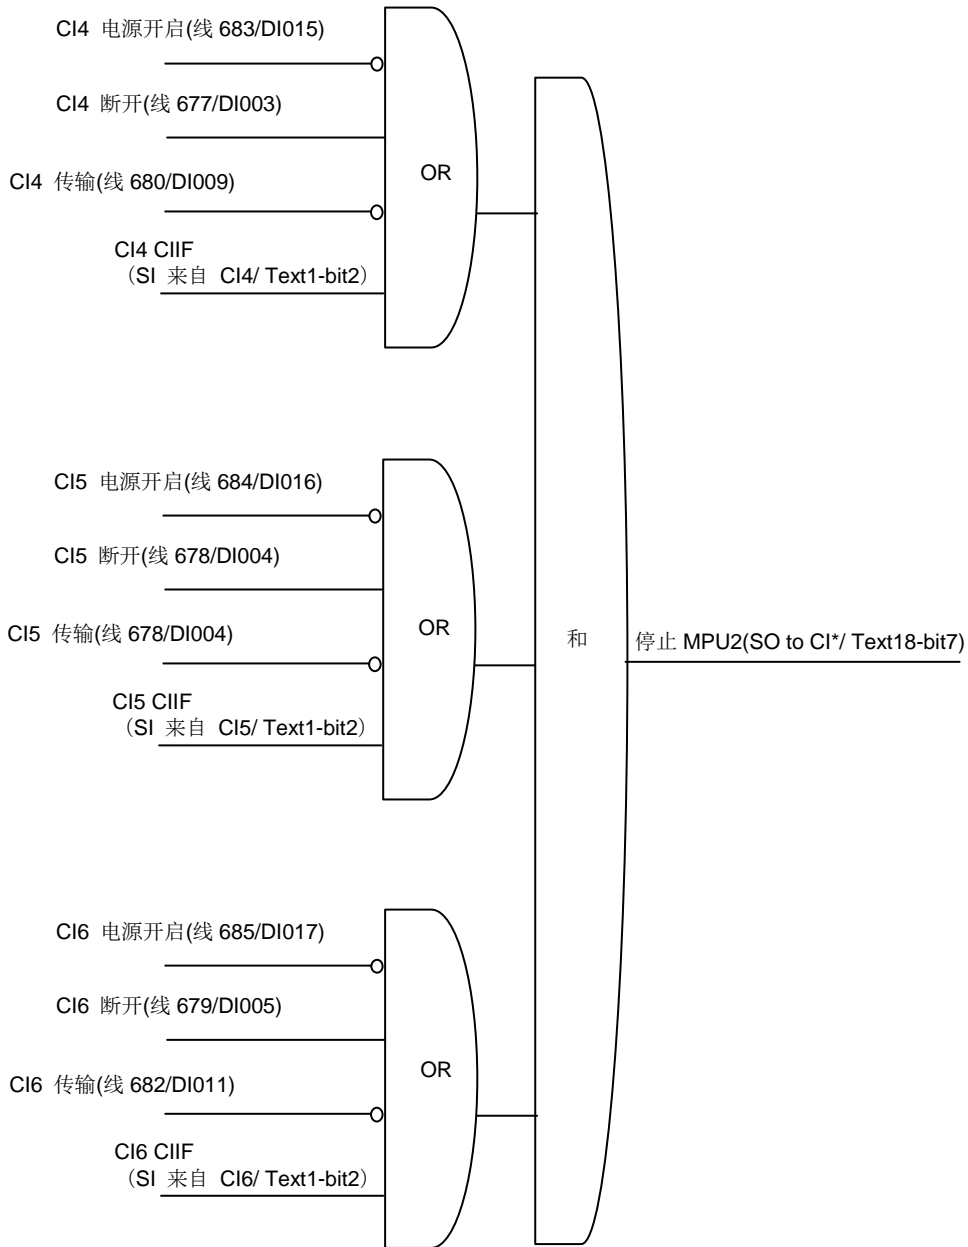 CI4 电源开启(线 683/DI015)
CI4 断开(线 677/DI003)
CI4 传输(线 680/DI009)
CI4 CIIF
（SI 来自 CI4/ Text1-bit2）
OR
CI5 电源开启(线 684/DI016)
CI5 断开(线 678/DI004)
CI5 传输(线 678/DI004)
CI5 CIIF
（SI 来自 CI5/ Text1-bit2）
OR
和
停止 MPU2(SO to CI*/ Text18-bit7)
CI6 电源开启(线 685/DI017)
CI6 断开(线 679/DI005)
CI6 传输(线 682/DI011)
CI6 CIIF
（SI 来自 CI6/ Text1-bit2）
OR